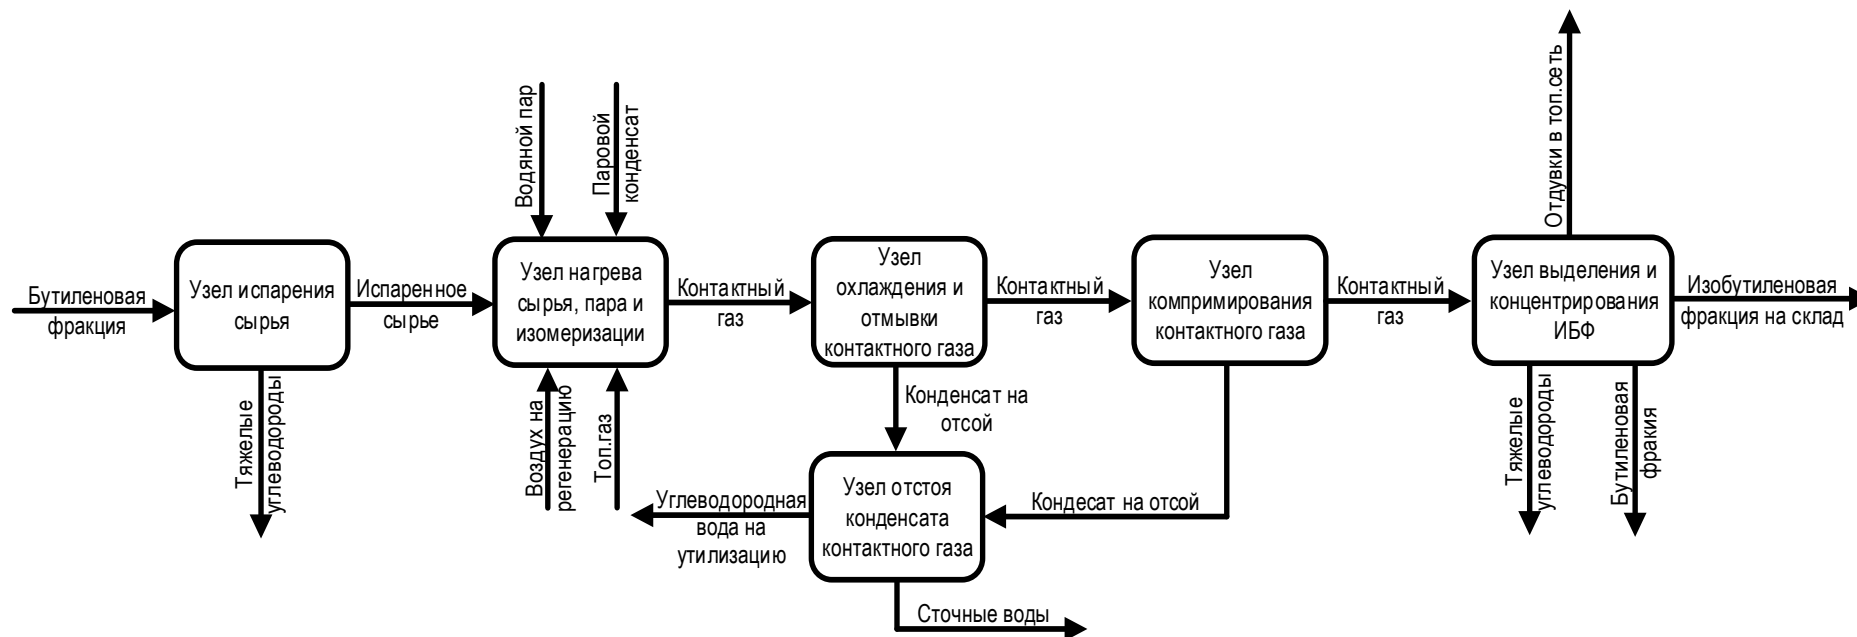 Отдувки в топ.сеть
Водяной пар
Паровой
конденсат
Бутиленовая
фракция
Узел испарения
сырья
Испаренное
сырье
Узел нагрева
сырья, пара и
изомеризации
Контактный
газ
Узел
охлаждения и
отмывки
контактного газа
Контактный
газ
Узел
компримирования
контактного газа
Контактный
газ
Узел выделения и
концентрирования
ИБФ
Изобутиленовая
фракция на склад
Тяжелые
углеводороды
Воздух на
регенерацию
Топ.газ
Конденсат на
отсой
Тяжелые
углеводороды
Бутиленовая
фракия
Углеводородная
вода на
утилизацию
Узел отстоя
конденсата
контактного газа
Кондесат на отсой
Сточные воды